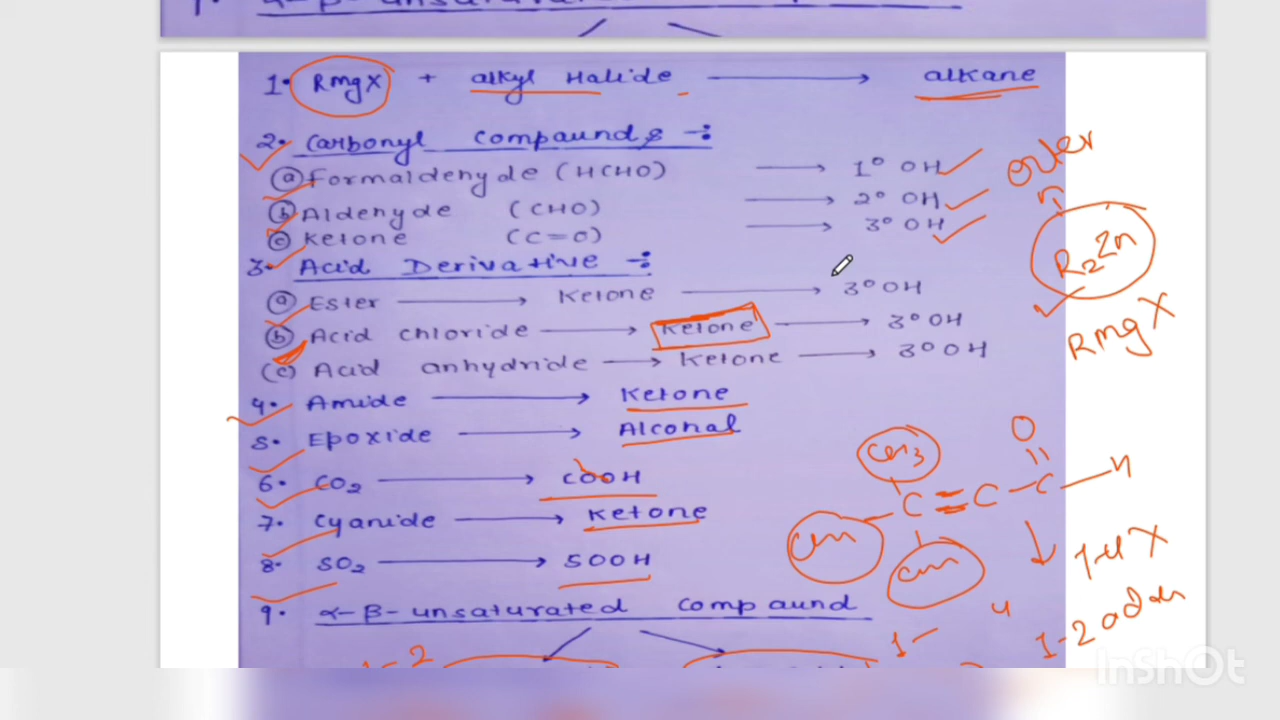 1. RmgX + alkyl Halide → alkane
2. Carbonyl Compaunds -:
(a) Formaldehyde (HCHO) → 1° OH
(b) Aldehyde (CHO) → 2° OH
(c) Ketone (C=O) → 3° OH
3. Acid Derivative -:
(a) Ester → Ketone → 3° OH
(b) Acid chloride → Ketone → 3° OH
(c) Acid anhydride → Ketone → 3° OH
4. Amide → Ketone
5. Epoxide → Alcohal
6. CO2 → COOH
7. Cyanide → Ketone
8. SO2 → SOOH
9. α-β-unsaturated Compaund
R2Zn
RmgX
CH3
O
C = C - C - H
1-4 X
1-2
InShOt